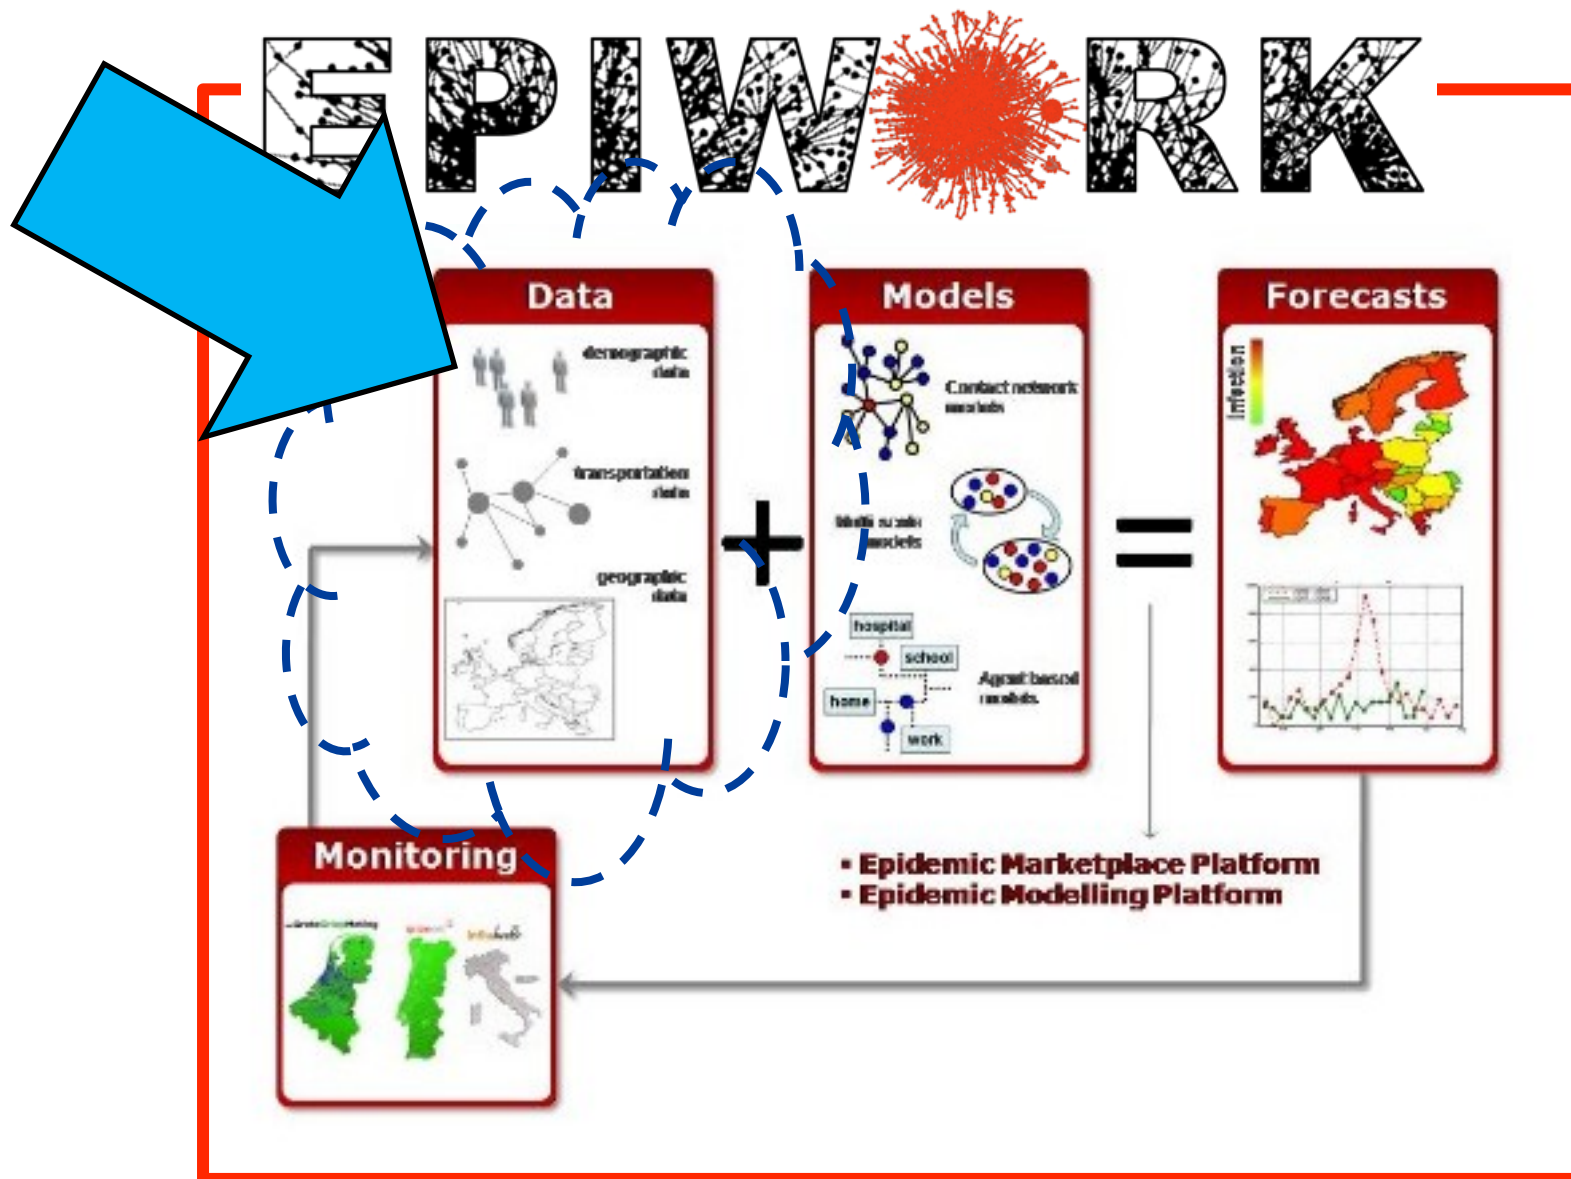 EPIWORK
Data
demographic
data
transportation
data
geographic
data
Models
Contact network
models
Multi scale
models
hospital
school
home
work
Agent based
models
Forecasts
Infection
Monitoring
▪ Epidemic Marketplace Platform
▪ Epidemic Modelling Platform
+
=